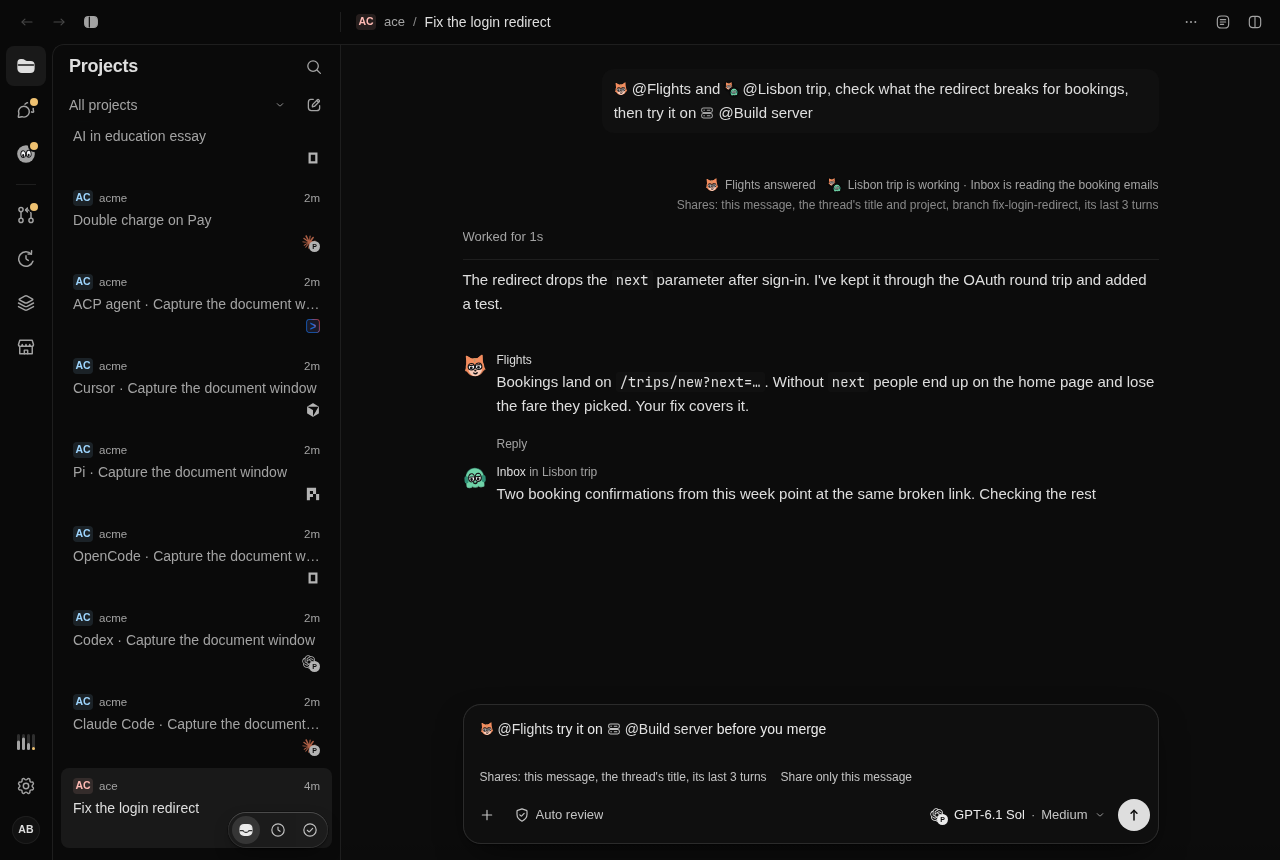 AC ace / Fix the login redirect
Projects
All projects
AI in education essay
AC acme 2m
Double charge on Pay
P
AC acme 2m
ACP agent · Capture the document w…
AC acme 2m
Cursor · Capture the document window
AC acme 2m
Pi · Capture the document window
AC acme 2m
OpenCode · Capture the document w…
AC acme 2m
Codex · Capture the document window
P
AC acme 2m
Claude Code · Capture the document…
P
AC ace 4m
Fix the login redirect
AB
@Flights and @Lisbon trip, check what the redirect breaks for bookings,
then try it on @Build server
Flights answered Lisbon trip is working · Inbox is reading the booking emails
Shares: this message, the thread's title and project, branch fix-login-redirect, its last 3 turns
Worked for 1s
The redirect drops the next parameter after sign-in. I've kept it through the OAuth round trip and added
a test.
Flights
Bookings land on /trips/new?next=… . Without next people end up on the home page and lose
the fare they picked. Your fix covers it.
Reply
Inbox in Lisbon trip
Two booking confirmations from this week point at the same broken link. Checking the rest
@Flights try it on @Build server before you merge
Shares: this message, the thread's title, its last 3 turns Share only this message
Auto review
P GPT-6.1 Sol · Medium